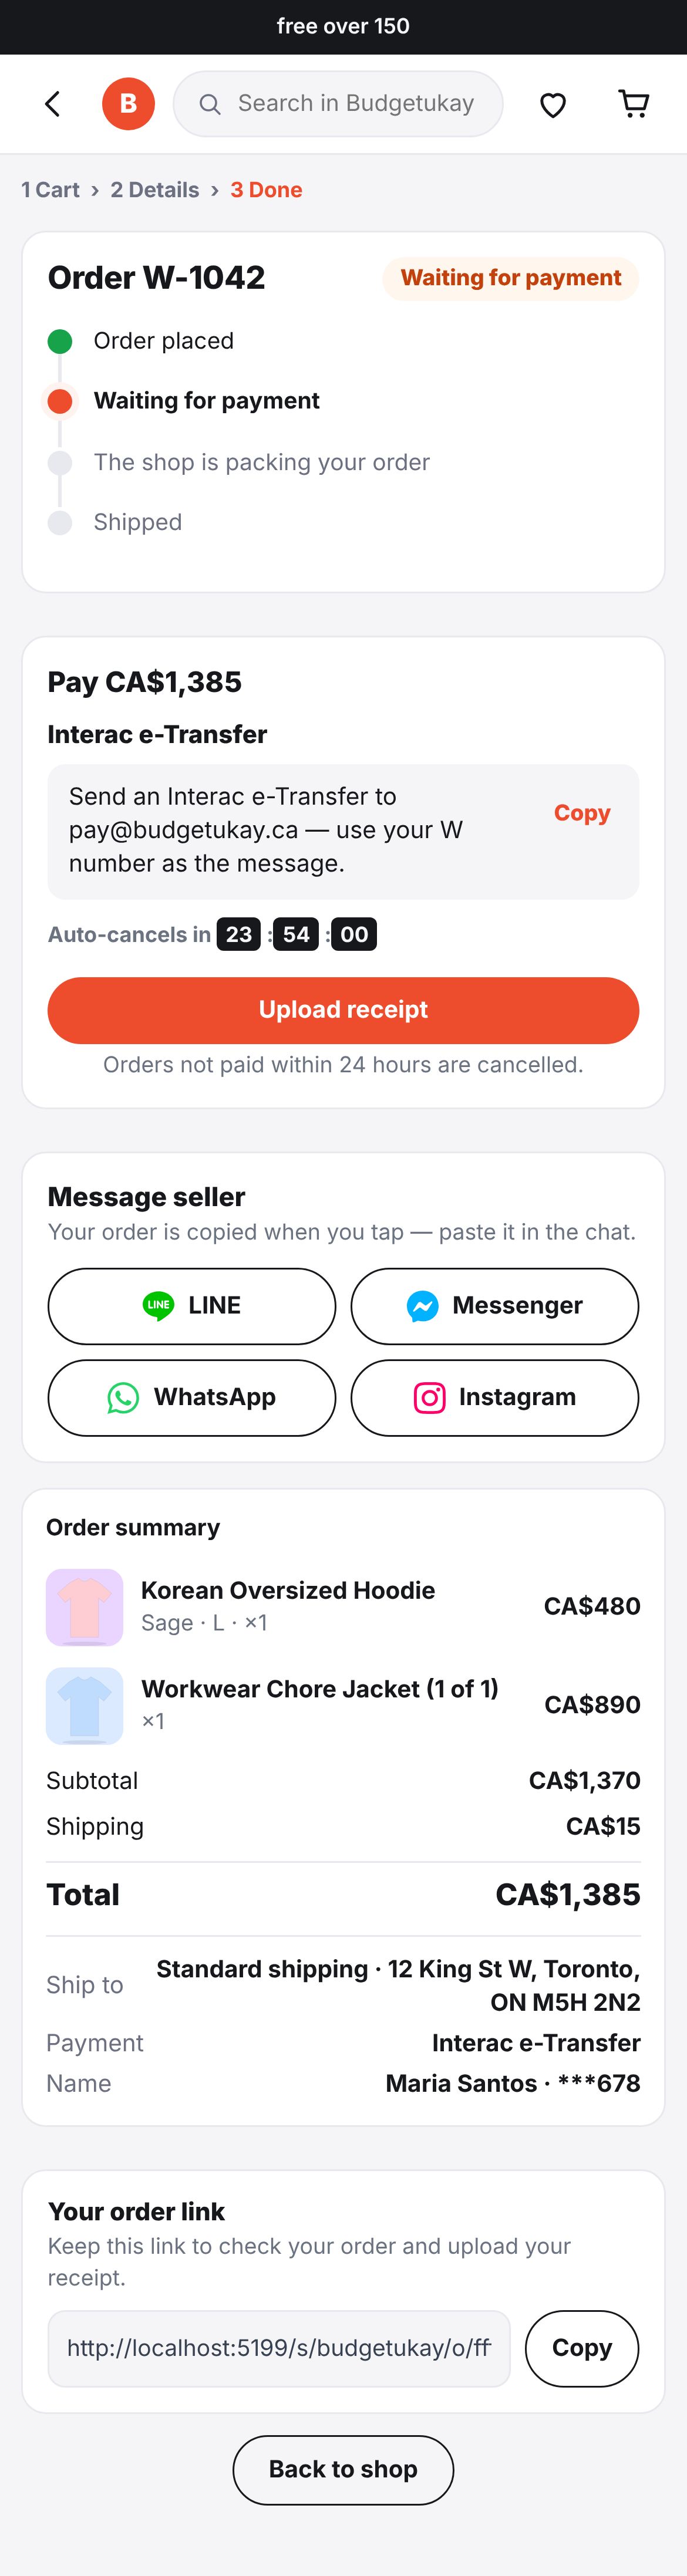 free over 150
B
Search in Budgetukay
1 Cart › 2 Details › 3 Done
Order W-1042
Waiting for payment
Order placed
Waiting for payment
The shop is packing your order
Shipped
Pay CA$1,385
Interac e-Transfer
Send an Interac e-Transfer to
pay@budgetukay.ca — use your W
number as the message.
Copy
Auto-cancels in 23 : 54 : 00
Upload receipt
Orders not paid within 24 hours are cancelled.
Message seller
Your order is copied when you tap — paste it in the chat.
LINE LINE
Messenger
WhatsApp
Instagram
Order summary
Korean Oversized Hoodie
Sage · L · ×1
CA$480
Workwear Chore Jacket (1 of 1)
×1
CA$890
Subtotal CA$1,370
Shipping CA$15
Total CA$1,385
Ship to Standard shipping · 12 King St W, Toronto,
ON M5H 2N2
Payment Interac e-Transfer
Name Maria Santos · ***678
Your order link
Keep this link to check your order and upload your
receipt.
http://localhost:5199/s/budgetukay/o/ff
Copy
Back to shop